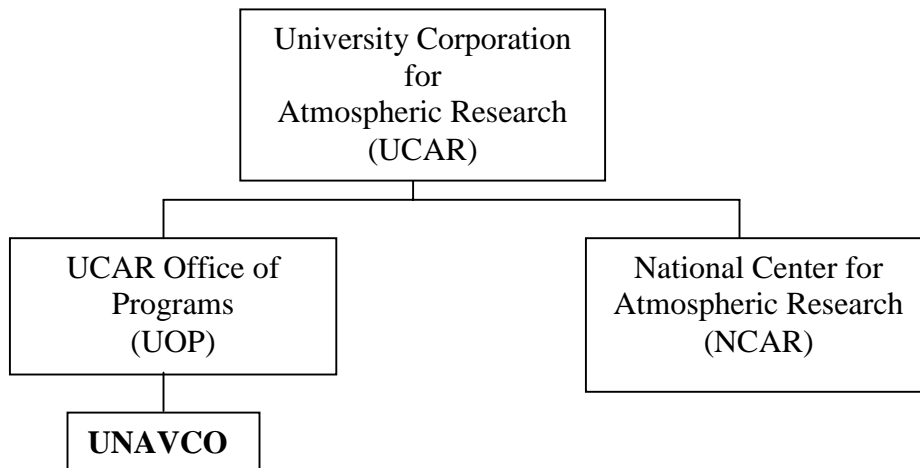 University Corporation
for
Atmospheric Research
(UCAR)
UCAR Office of
Programs
(UOP)
National Center for
Atmospheric Research
(NCAR)
UNAVCO